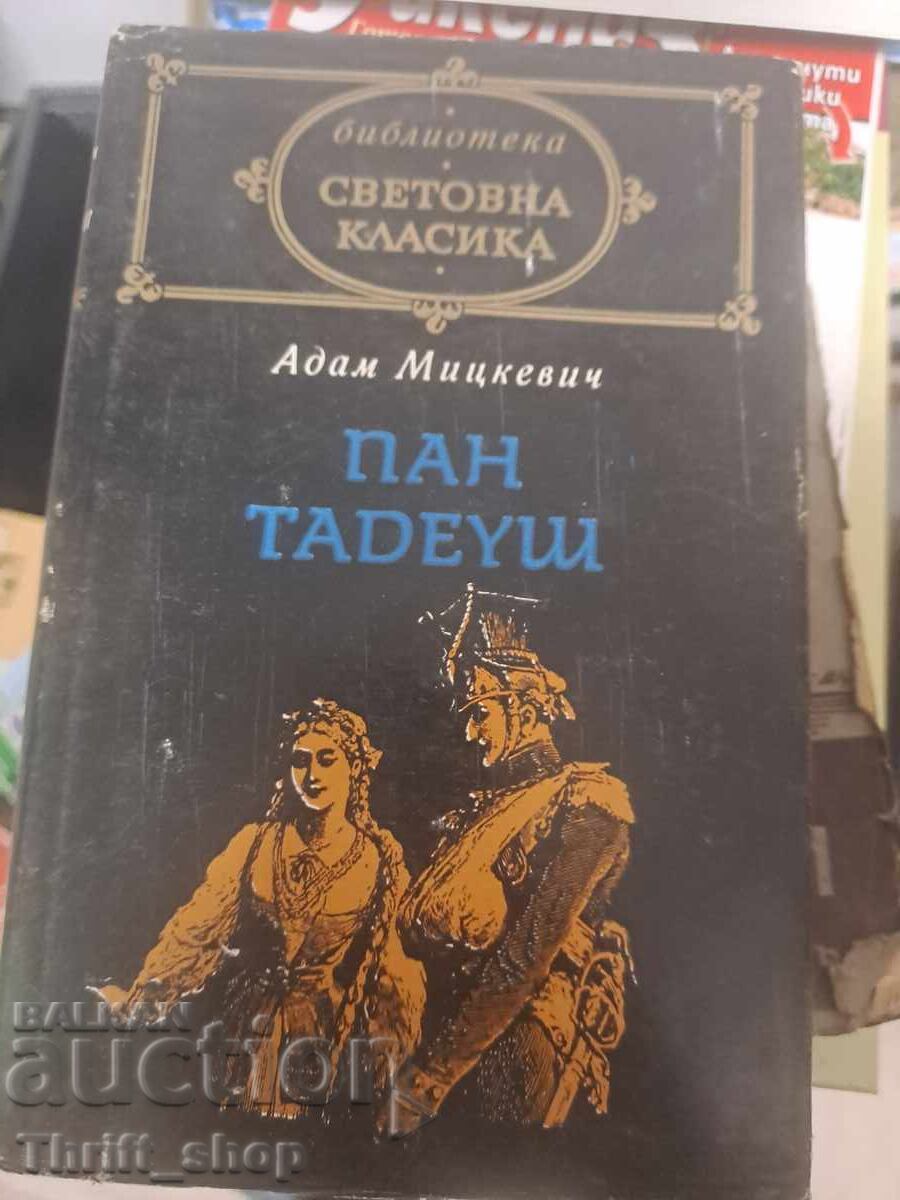 библиотека
СВЕТОВНА
КЛАСИКА
Адам Мицкевич
ПАН
ТАДЕУШ
BALKAN
auction
Thrift_shop